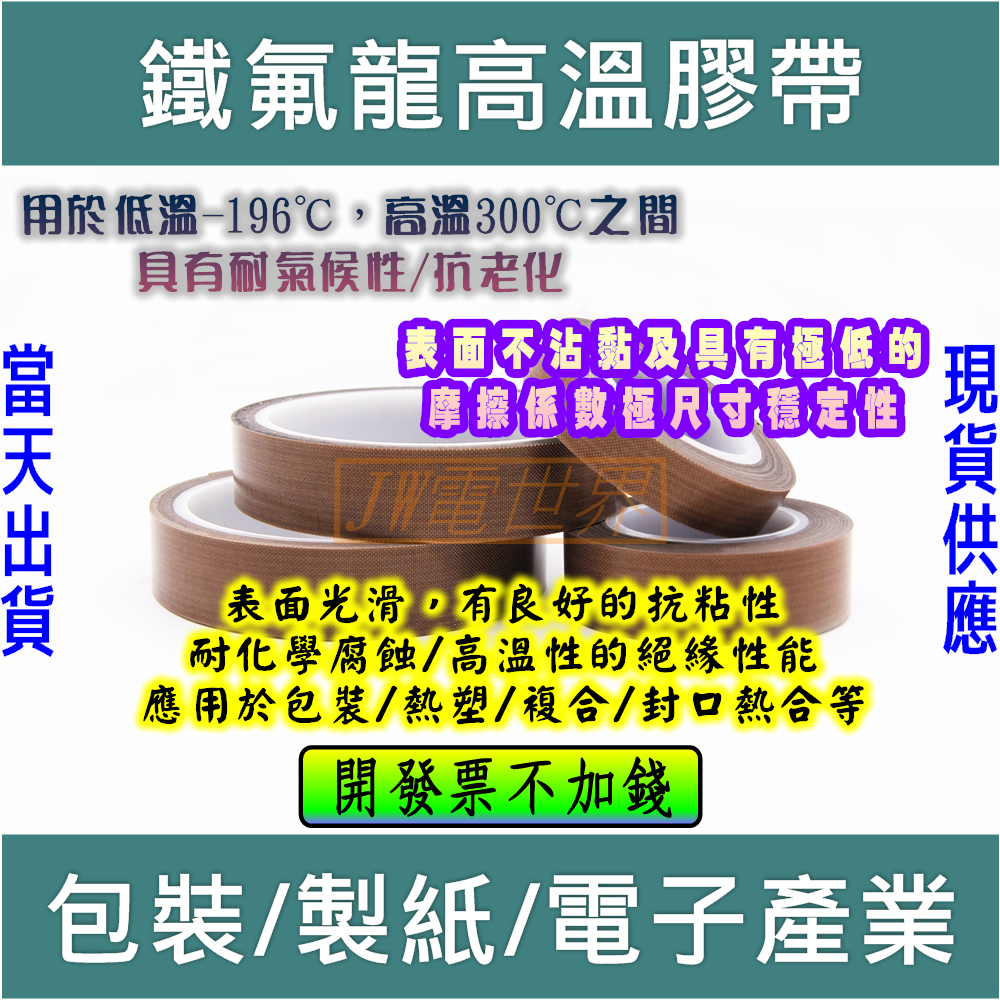 鐵氟龍高溫膠帶
用於低溫-196℃，高溫300℃之間
具有耐氣候性/抗老化
表面不沾黏及具有極低的
摩擦係數極尺寸穩定性
當天出貨
現貨供應
JW電世界
表面光滑，有良好的抗粘性
耐化學腐蝕/高溫性的絕緣性能
應用於包裝/熱塑/複合/封口熱合等
開發票不加錢
包裝/製紙/電子產業